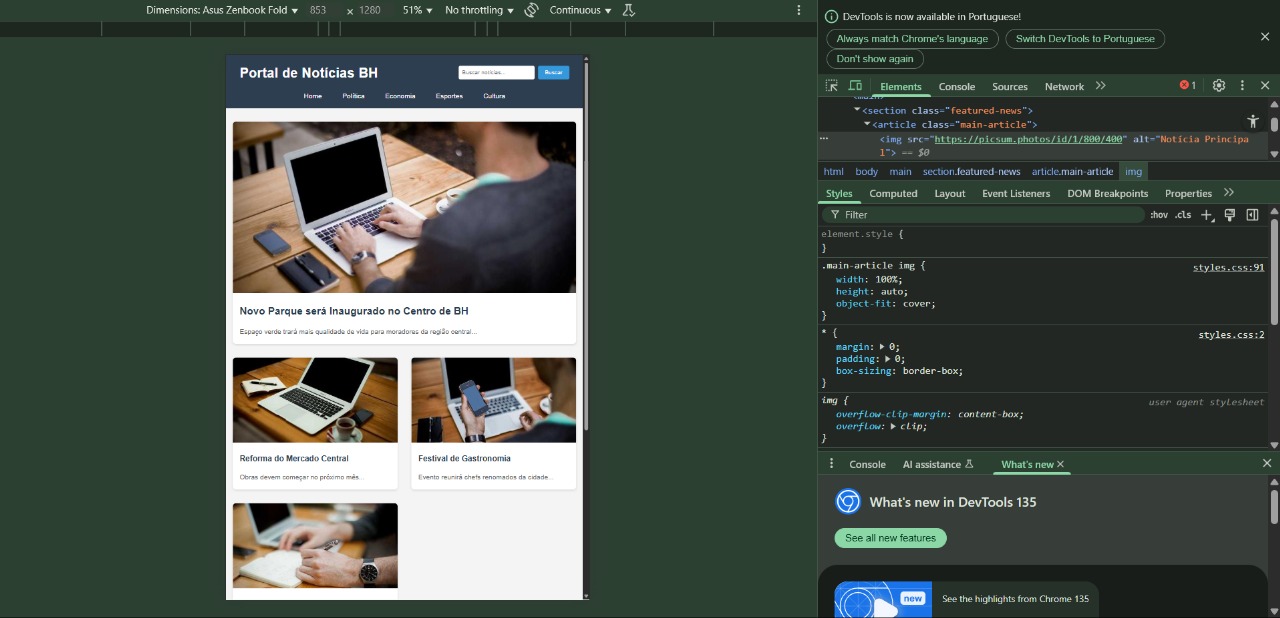 Dimensions: Asus Zenbook Fold 853 × 1280 51% No throttling Continuous
Portal de Notícias BH
Buscar notícias...
Buscar
Home Política Economia Esportes Cultura
Novo Parque será Inaugurado no Centro de BH
Espaço verde trará mais qualidade de vida para moradores da região central...
Reforma do Mercado Central
Obras devem começar no próximo mês...
Festival de Gastronomia
Evento reunirá chefs renomados da cidade...
DevTools is now available in Portuguese!
Always match Chrome's language
Switch DevTools to Portuguese
Don't show again
Elements Console Sources Network 1
<section class="featured-news">
<article class="main-article">
<img src="https://picsum.photos/id/1/800/400" alt="Notícia Principa
l"> == $0
html body main section.featured-news article.main-article img
Styles Computed Layout Event Listeners DOM Breakpoints Properties
Filter :hov .cls
element.style {
}
.main-article img { styles.css:91
width: 100%;
height: auto;
object-fit: cover;
}
* { styles.css:2
margin: 0;
padding: 0;
box-sizing: border-box;
}
img { user agent stylesheet
overflow-clip-margin: content-box;
overflow: clip;
}
Console AI assistance What's new
What's new in DevTools 135
See all new features
new
See the highlights from Chrome 135